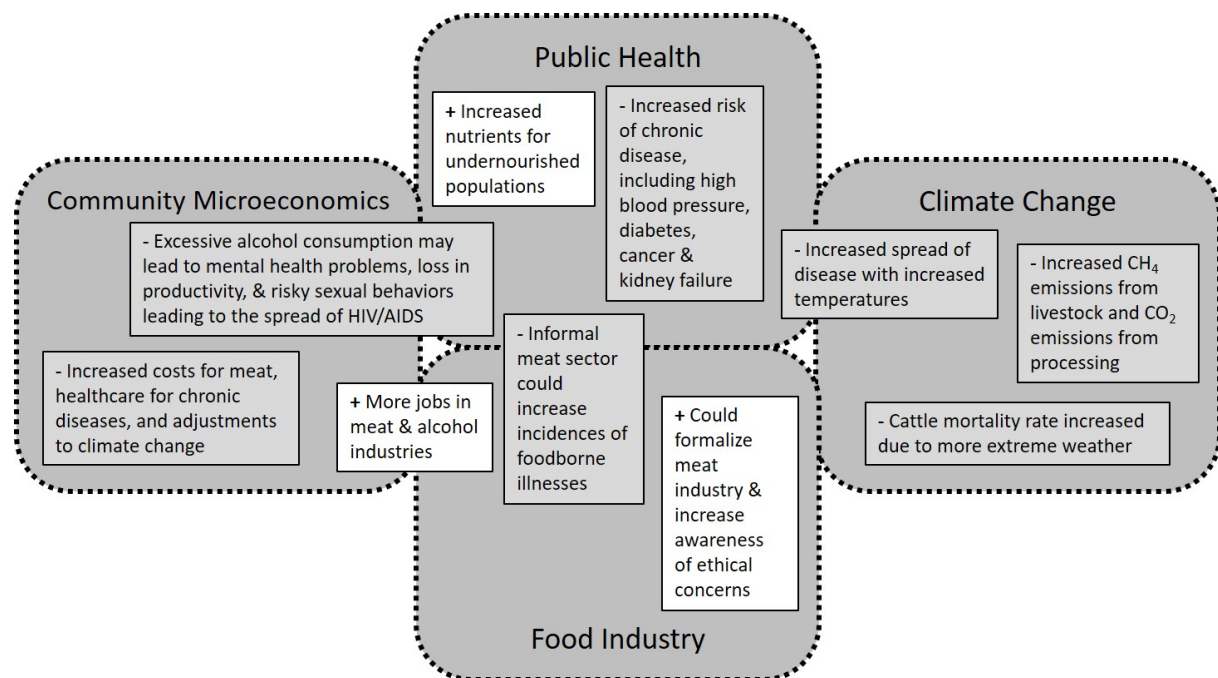 Public Health
+ Increased
nutrients for
undernourished
populations
- Increased risk
of chronic
disease,
including high
blood pressure,
diabetes,
cancer &
kidney failure
Community Microeconomics
- Excessive alcohol consumption may
lead to mental health problems, loss in
productivity, & risky sexual behaviors
leading to the spread of HIV/AIDS
- Increased costs for meat,
healthcare for chronic
diseases, and adjustments
to climate change
+ More jobs in
meat & alcohol
industries
- Informal
meat sector
could
increase
incidences of
foodborne
illnesses
+ Could
formalize
meat
industry &
increase
awareness
of ethical
concerns
Food Industry
Climate Change
- Increased spread of
disease with increased
temperatures
- Increased CH₄
emissions from
livestock and CO₂
emissions from
processing
- Cattle mortality rate increased
due to more extreme weather